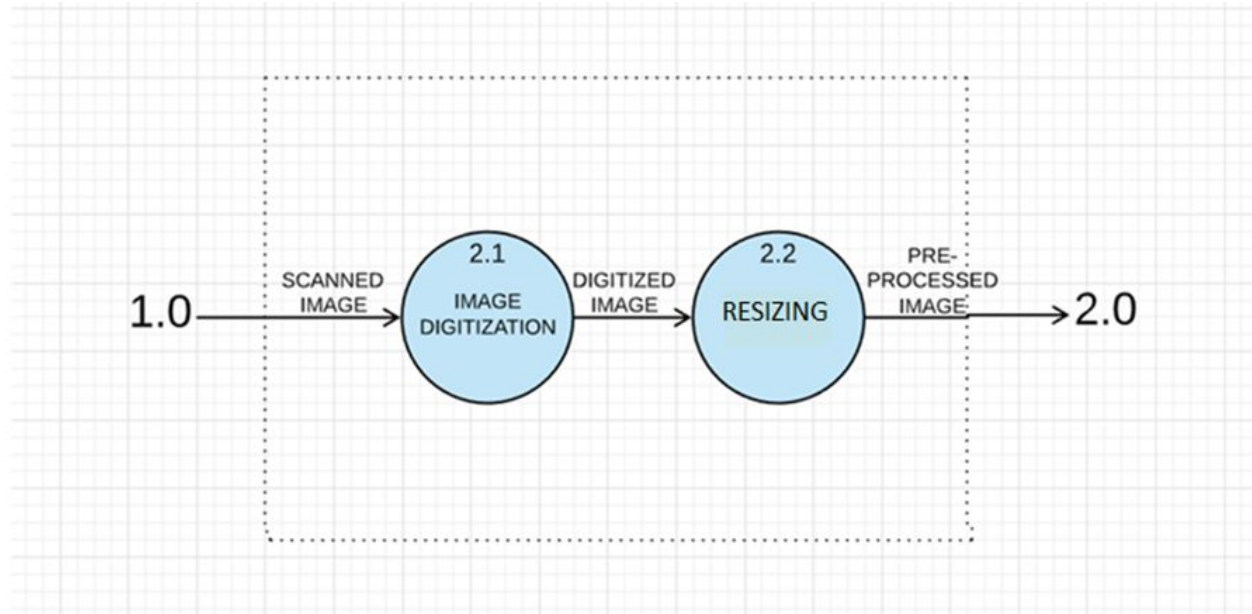 1.0
SCANNED
IMAGE
2.1
IMAGE
DIGITIZATION
DIGITIZED
IMAGE
2.2
RESIZING
PRE-
PROCESSED
IMAGE
2.0